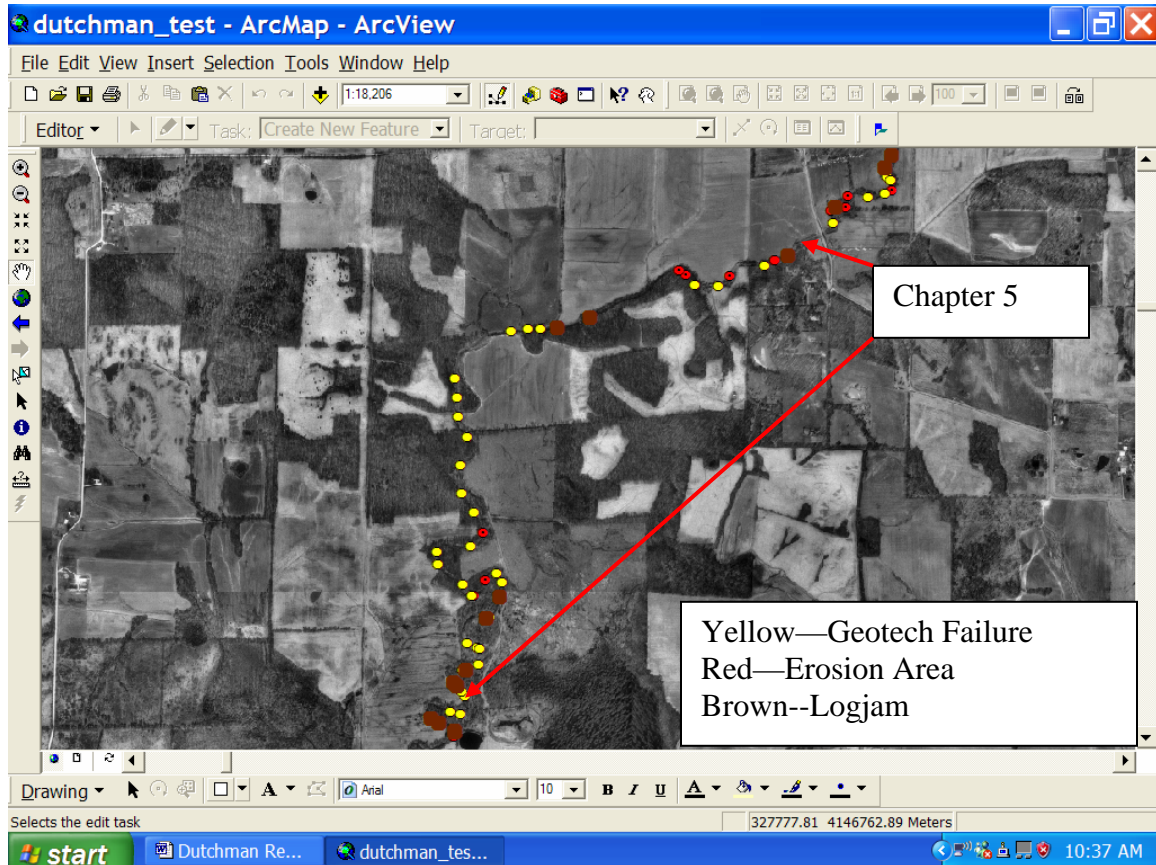 dutchman_test - ArcMap - ArcView
File Edit View Insert Selection Tools Window Help
1:18,206
100
Editor Task: Create New Feature Target:
Chapter 5
Yellow—Geotech Failure
Red—Erosion Area
Brown--Logjam
Drawing A Arial 10 B I U A
Selects the edit task 327777.81 4146762.89 Meters
start Dutchman Re... dutchman_tes... 10:37 AM